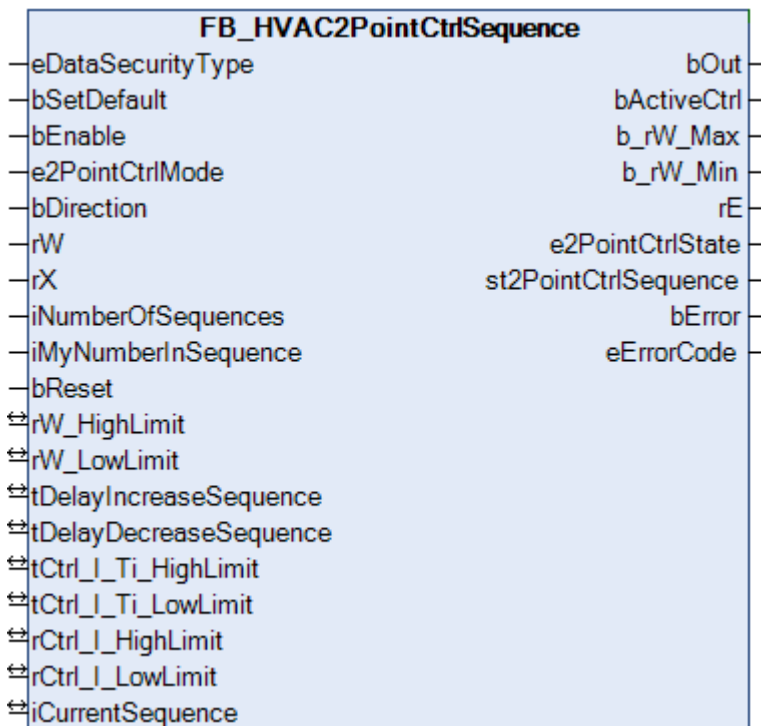 FB_HVAC2PointCtrlSequence
eDataSecurityType bOut
bSetDefault bActiveCtrl
bEnable b_rW_Max
e2PointCtrlMode b_rW_Min
bDirection rE
rW e2PointCtrlState
rX st2PointCtrlSequence
iNumberOfSequences bError
iMyNumberInSequence eErrorCode
bReset
rW_HighLimit
rW_LowLimit
tDelayIncreaseSequence
tDelayDecreaseSequence
tCtrl_I_Ti_HighLimit
tCtrl_I_Ti_LowLimit
rCtrl_I_HighLimit
rCtrl_I_LowLimit
iCurrentSequence